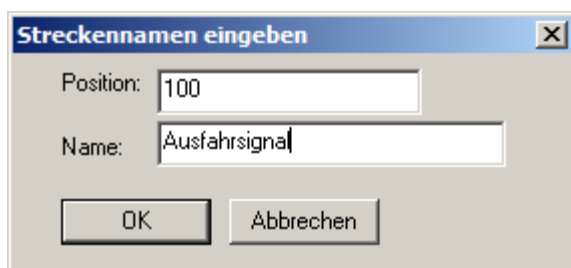 Streckennamen eingeben
Position: 100
Name: Ausfahrsignal
OK Abbrechen